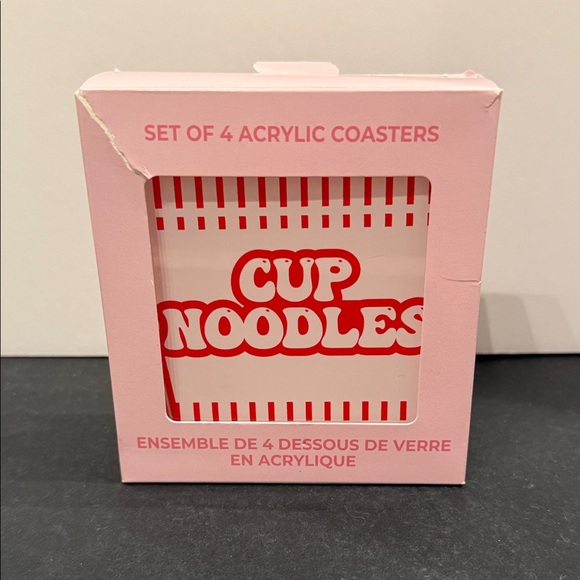 SET OF 4 ACRYLIC COASTERS
CUP
NOODLES
ENSEMBLE DE 4 DESSOUS DE VERRE
EN ACRYLIQUE